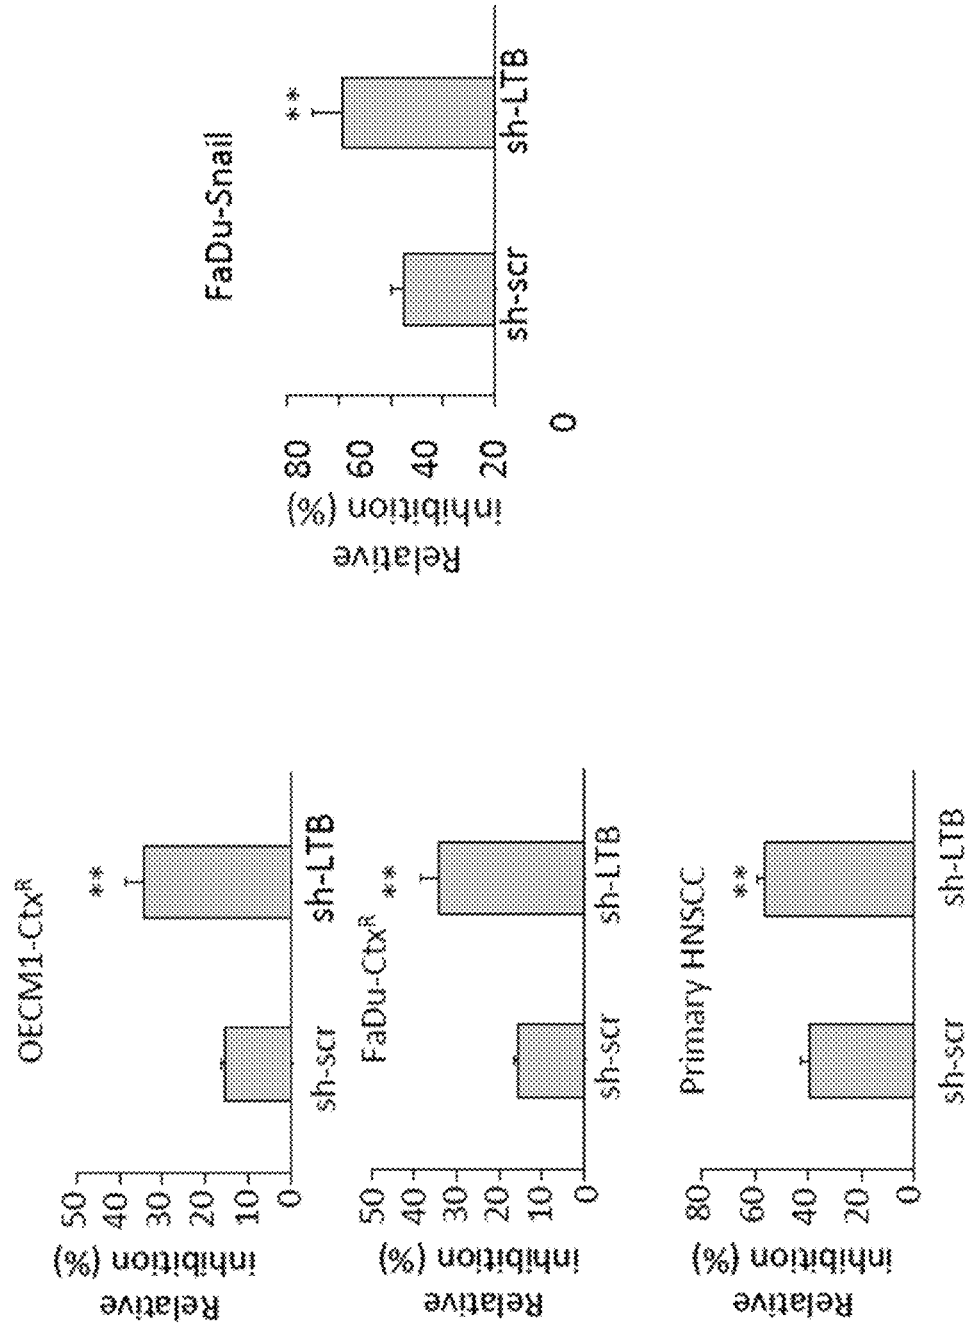 OECM1-Ctxᴿ
**
50
40
30
20
10
0
Relative
inhibition (%)
sh-scr
sh-LTB
FaDu-Ctxᴿ
**
50
40
30
20
10
0
Relative
inhibition (%)
sh-scr
sh-LTB
Primary HNSCC
**
80
60
40
20
0
Relative
inhibition (%)
sh-scr
sh-LTB
FaDu-Snail
**
80
60
40
20
0
Relative
inhibition (%)
sh-scr
sh-LTB